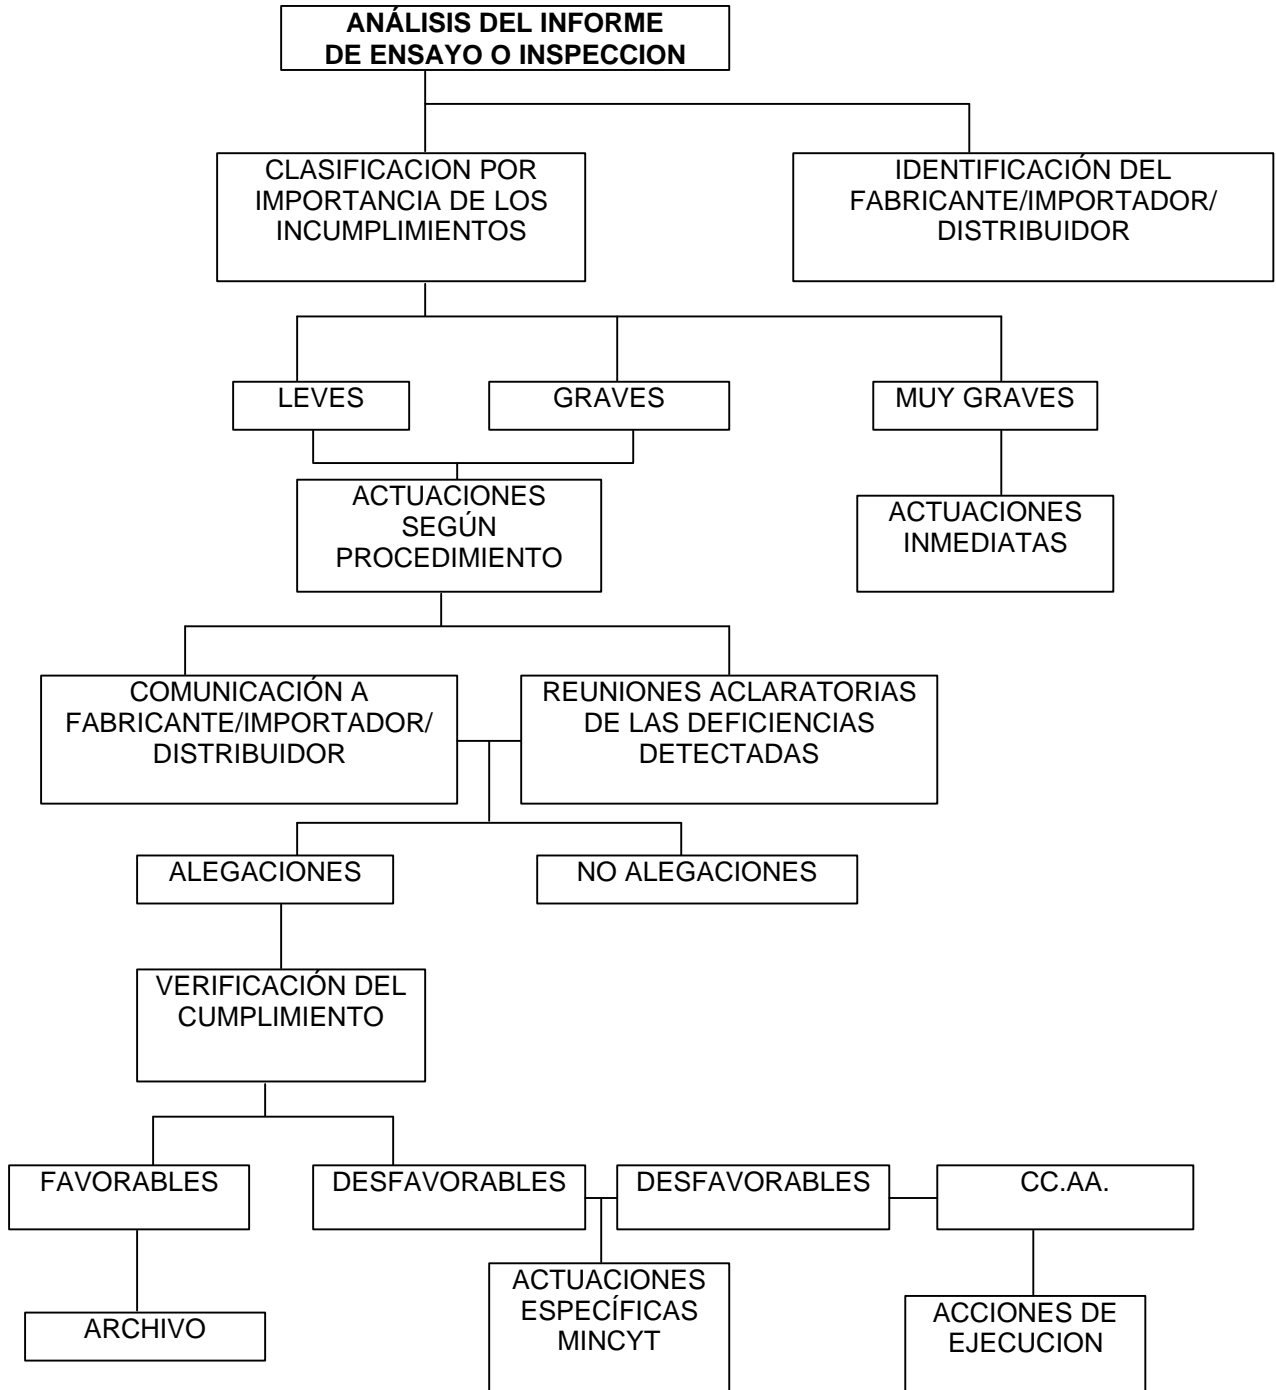 ANÁLISIS DEL INFORME
DE ENSAYO O INSPECCION
CLASIFICACION POR
IMPORTANCIA DE LOS
INCUMPLIMIENTOS
IDENTIFICACIÓN DEL
FABRICANTE/IMPORTADOR/
DISTRIBUIDOR
LEVES
GRAVES
MUY GRAVES
ACTUACIONES
SEGÚN
PROCEDIMIENTO
ACTUACIONES
INMEDIATAS
COMUNICACIÓN A
FABRICANTE/IMPORTADOR/
DISTRIBUIDOR
REUNIONES ACLARATORIAS
DE LAS DEFICIENCIAS
DETECTADAS
ALEGACIONES
NO ALEGACIONES
VERIFICACIÓN DEL
CUMPLIMIENTO
FAVORABLES
DESFAVORABLES
DESFAVORABLES
CC.AA.
ARCHIVO
ACTUACIONES
ESPECÍFICAS
MINCYT
ACCIONES DE
EJECUCION